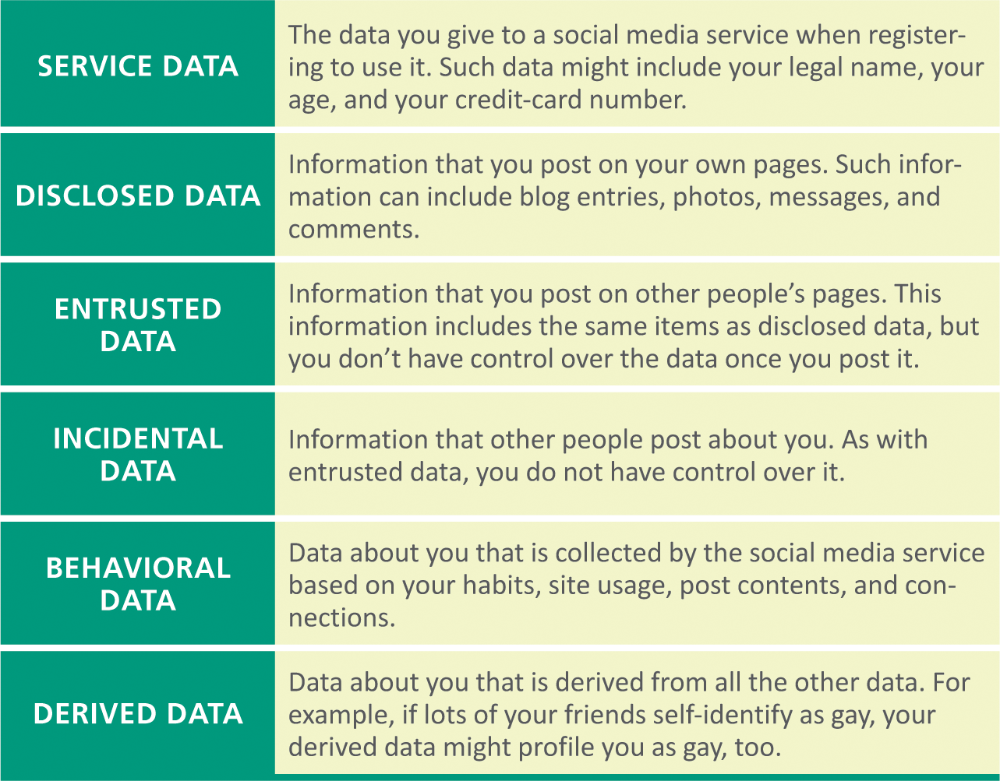 SERVICE DATA
The data you give to a social media service when register-
ing to use it. Such data might include your legal name, your
age, and your credit-card number.
DISCLOSED DATA
Information that you post on your own pages. Such infor-
mation can include blog entries, photos, messages, and
comments.
ENTRUSTED
DATA
Information that you post on other people’s pages. This
information includes the same items as disclosed data, but
you don’t have control over the data once you post it.
INCIDENTAL
DATA
Information that other people post about you. As with
entrusted data, you do not have control over it.
BEHAVIORAL
DATA
Data about you that is collected by the social media service
based on your habits, site usage, post contents, and con-
nections.
DERIVED DATA
Data about you that is derived from all the other data. For
example, if lots of your friends self-identify as gay, your
derived data might profile you as gay, too.